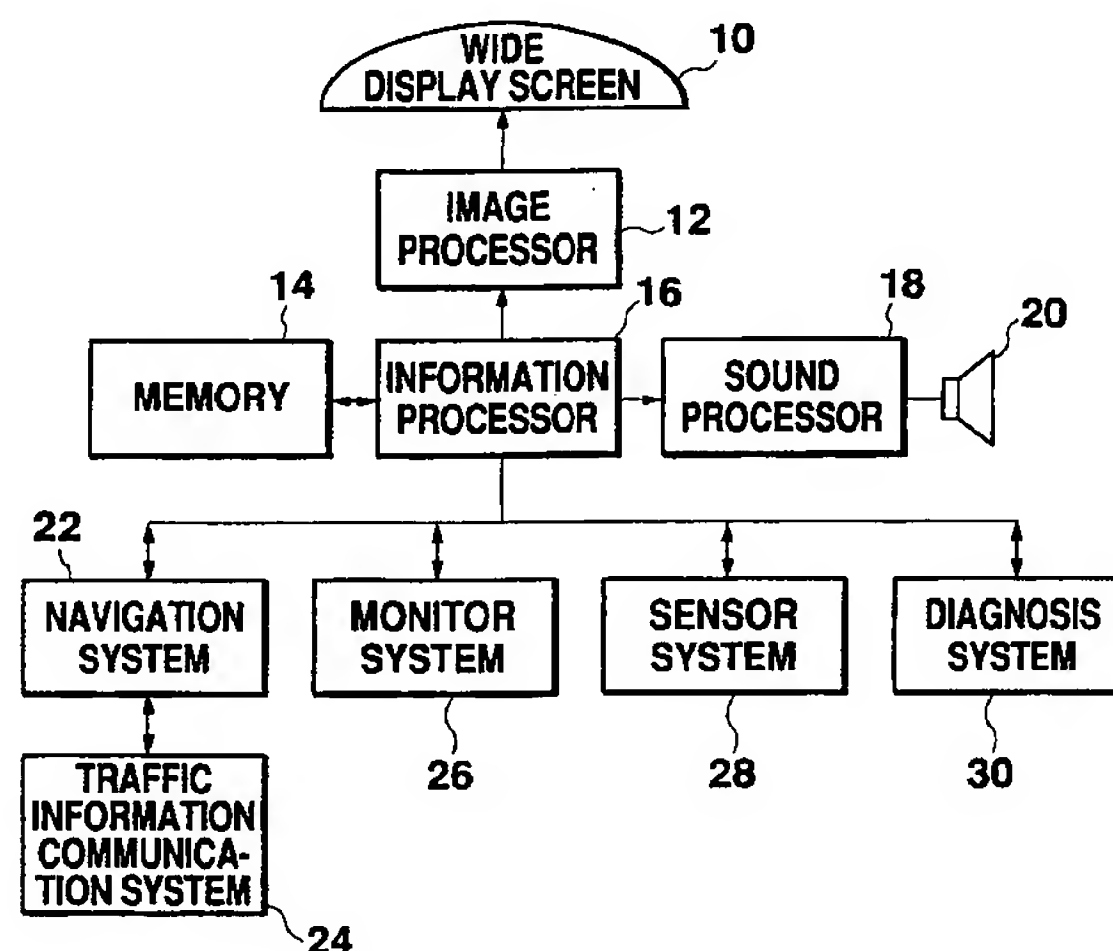 WIDE
DISPLAY SCREEN
10
IMAGE
PROCESSOR
12
14
16
18
20
MEMORY
INFORMATION
PROCESSOR
SOUND
PROCESSOR
22
NAVIGATION
SYSTEM
MONITOR
SYSTEM
SENSOR
SYSTEM
DIAGNOSIS
SYSTEM
26
28
30
TRAFFIC
INFORMATION
COMMUNICA-
TION SYSTEM
24